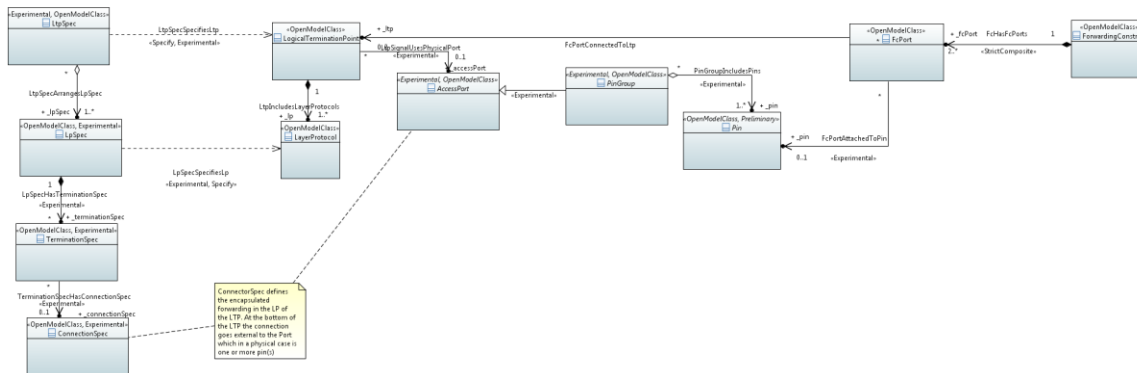 «Experimental, OpenModelClass»
LtpSpec
LtpSpecSpecifiesLtp
«Specify, Experimental»
«OpenModelClass»
LogicalTerminationPoint
+ _ltp
LtpSignalUsesPhysicalPort
«Experimental»
*
0..1
+ _accessPort
FcPortConnectedToLtp
«OpenModelClass»
+ FcPort
+ _fcPort
FcHasFcPorts
1
«StrictComposite»
2..*
«OpenModelClass»
ForwardingConstr
*
LtpSpecArrangesLpSpec
+ _lpSpec
1..*
1
LtpIncludesLayerProtocols
+ _lp
1..*
«Experimental, OpenModelClass»
AccessPort
«Experimental»
«Experimental, OpenModelClass»
PinGroup
*
PinGroupIncludesPins
«Experimental»
1..*
+ _pin
«OpenModelClass, Preliminary»
Pin
*
+ _pin
FcPortAttachedToPin
0..1
«Experimental»
«OpenModelClass, Experimental»
LpSpec
«OpenModelClass»
LayerProtocol
LpSpecSpecifiesLp
«Experimental, Specify»
1
LpSpecHasTerminationSpec
«Experimental»
*
+ _terminationSpec
«OpenModelClass, Experimental»
TerminationSpec
*
TerminationSpecHasConnectionSpec
«Experimental»
0..1
+ _connectionSpec
«OpenModelClass, Experimental»
ConnectionSpec
ConnectorSpec defines
the encapsulated
forwarding in the LP of
the LTP. At the bottom of
the LTP the connection
goes external to the Port
which in a physical case is
one or more pin(s)